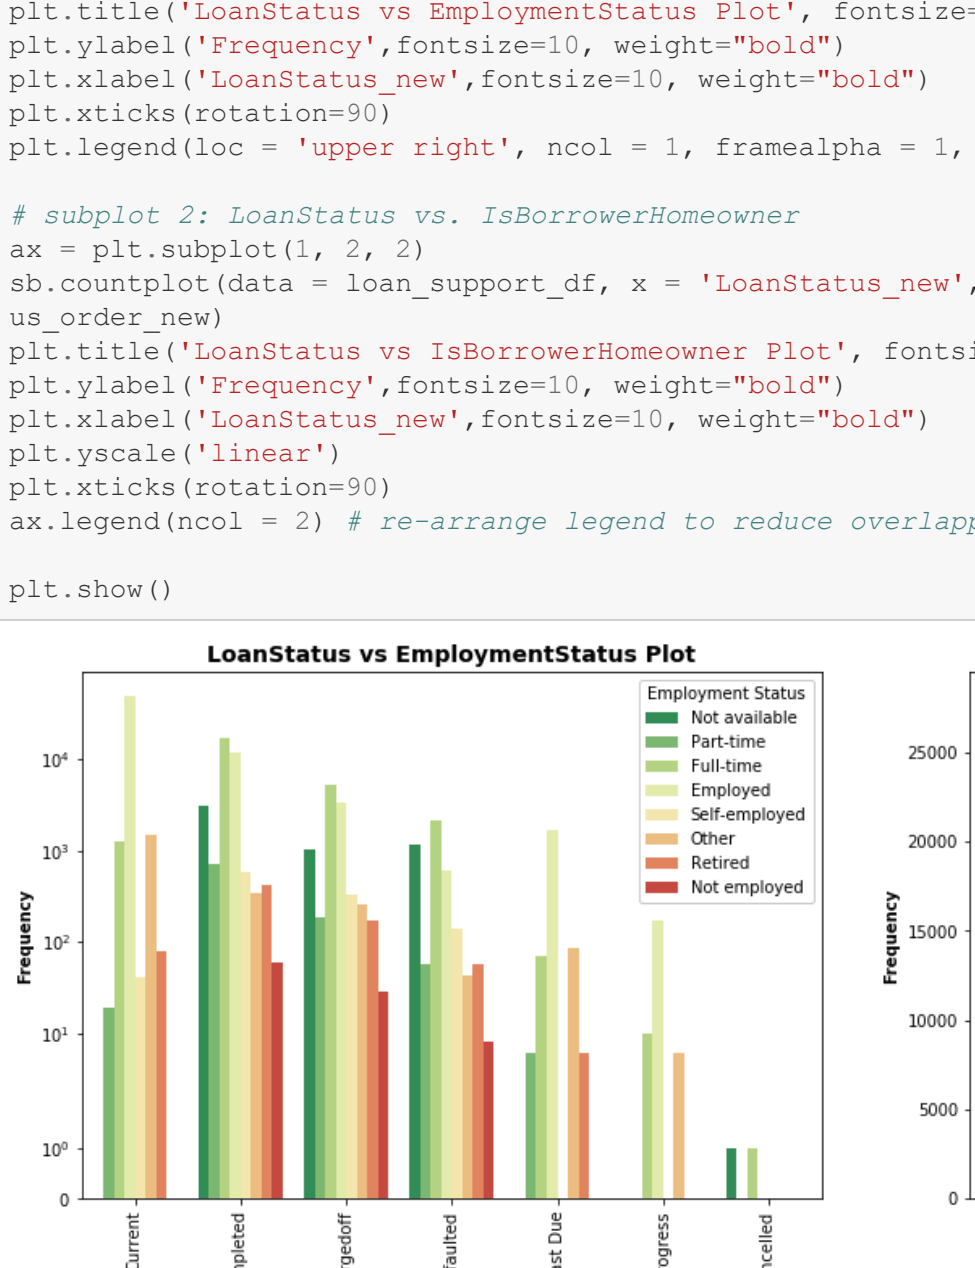 plt.title('LoanStatus vs EmploymentStatus Plot', fontsize=
plt.ylabel('Frequency',fontsize=10, weight="bold")
plt.xlabel('LoanStatus_new',fontsize=10, weight="bold")
plt.xticks(rotation=90)
plt.legend(loc = 'upper right', ncol = 1, framealpha = 1,
# subplot 2: LoanStatus vs. IsBorrowerHomeowner
ax = plt.subplot(1, 2, 2)
sb.countplot(data = loan_support_df, x = 'LoanStatus_new',
us_order_new)
plt.title('LoanStatus vs IsBorrowerHomeowner Plot', fontsi
plt.ylabel('Frequency',fontsize=10, weight="bold")
plt.xlabel('LoanStatus_new',fontsize=10, weight="bold")
plt.yscale('linear')
plt.xticks(rotation=90)
ax.legend(ncol = 2) # re-arrange legend to reduce overlapp
plt.show()
LoanStatus vs EmploymentStatus Plot
Employment Status
Not available
Part-time
Full-time
Employed
Self-employed
Other
Retired
Not employed
Frequency
10⁴
10³
10²
10¹
10⁰
0
Current
mpleted
rgedoff
faulted
ast Due
rogress
ncelled
Frequency
25000
20000
15000
10000
5000
0